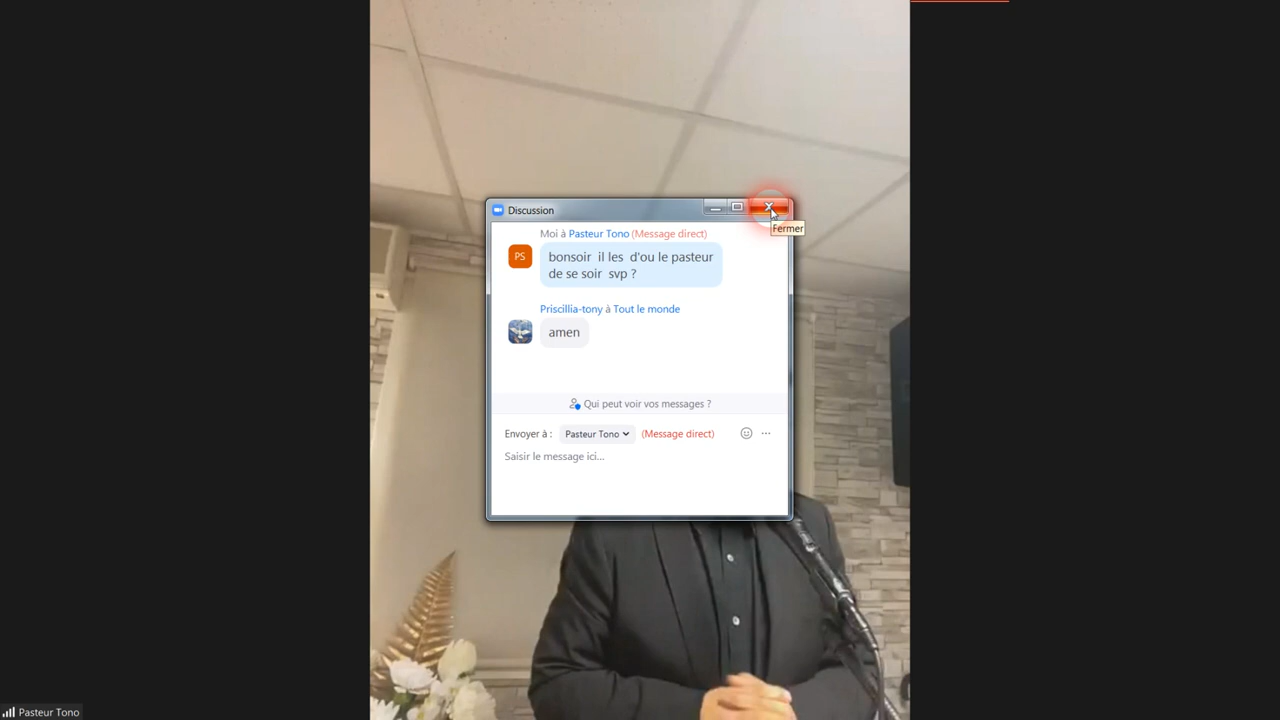 Discussion
Fermer
Moi à Pasteur Tono (Message direct)
PS
bonsoir il les d'ou le pasteur
de se soir svp ?
Priscillia-tony à Tout le monde
amen
Qui peut voir vos messages ?
Envoyer à : Pasteur Tono (Message direct)
Saisir le message ici...
Pasteur Tono